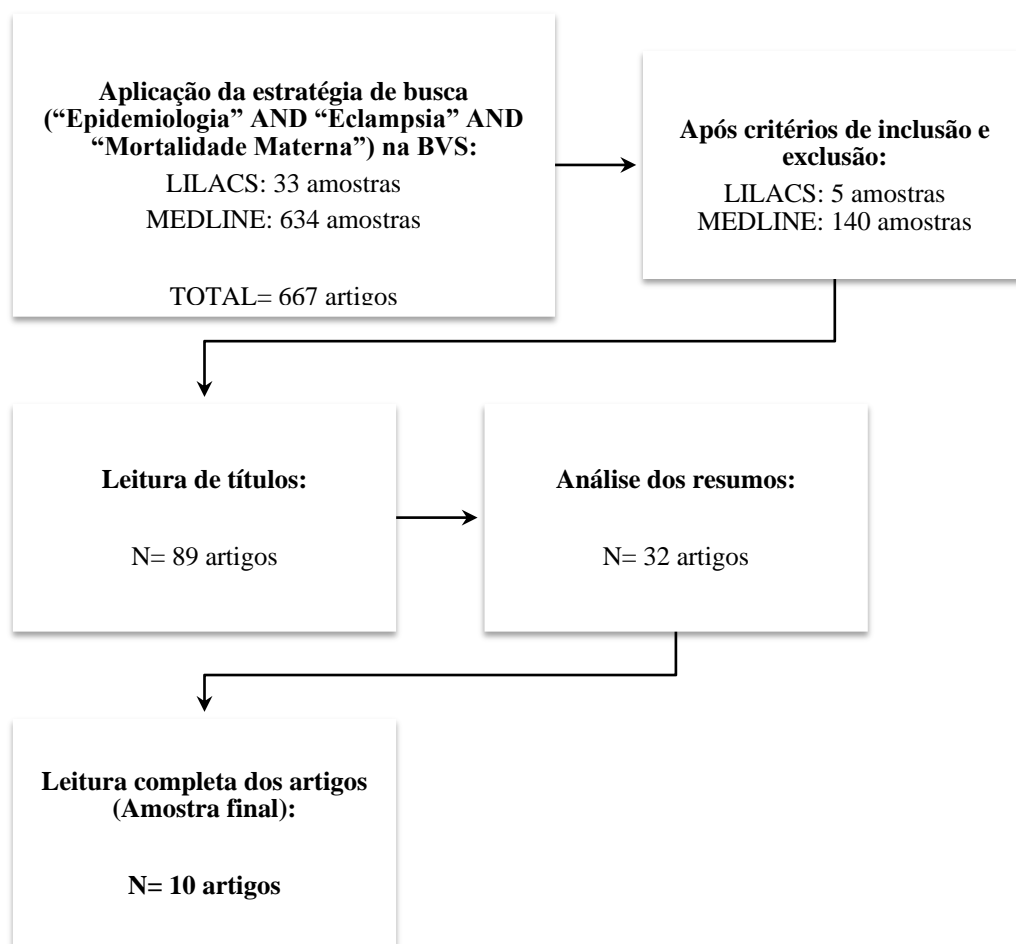 Aplicação da estratégia de busca
(“Epidemiologia” AND “Eclampsia” AND
“Mortalidade Materna”) na BVS:
LILACS: 33 amostras
MEDLINE: 634 amostras
TOTAL= 667 artigos
Após critérios de inclusão e
exclusão:
LILACS: 5 amostras
MEDLINE: 140 amostras
Leitura de títulos:
N= 89 artigos
Análise dos resumos:
N= 32 artigos
Leitura completa dos artigos
(Amostra final):
N= 10 artigos